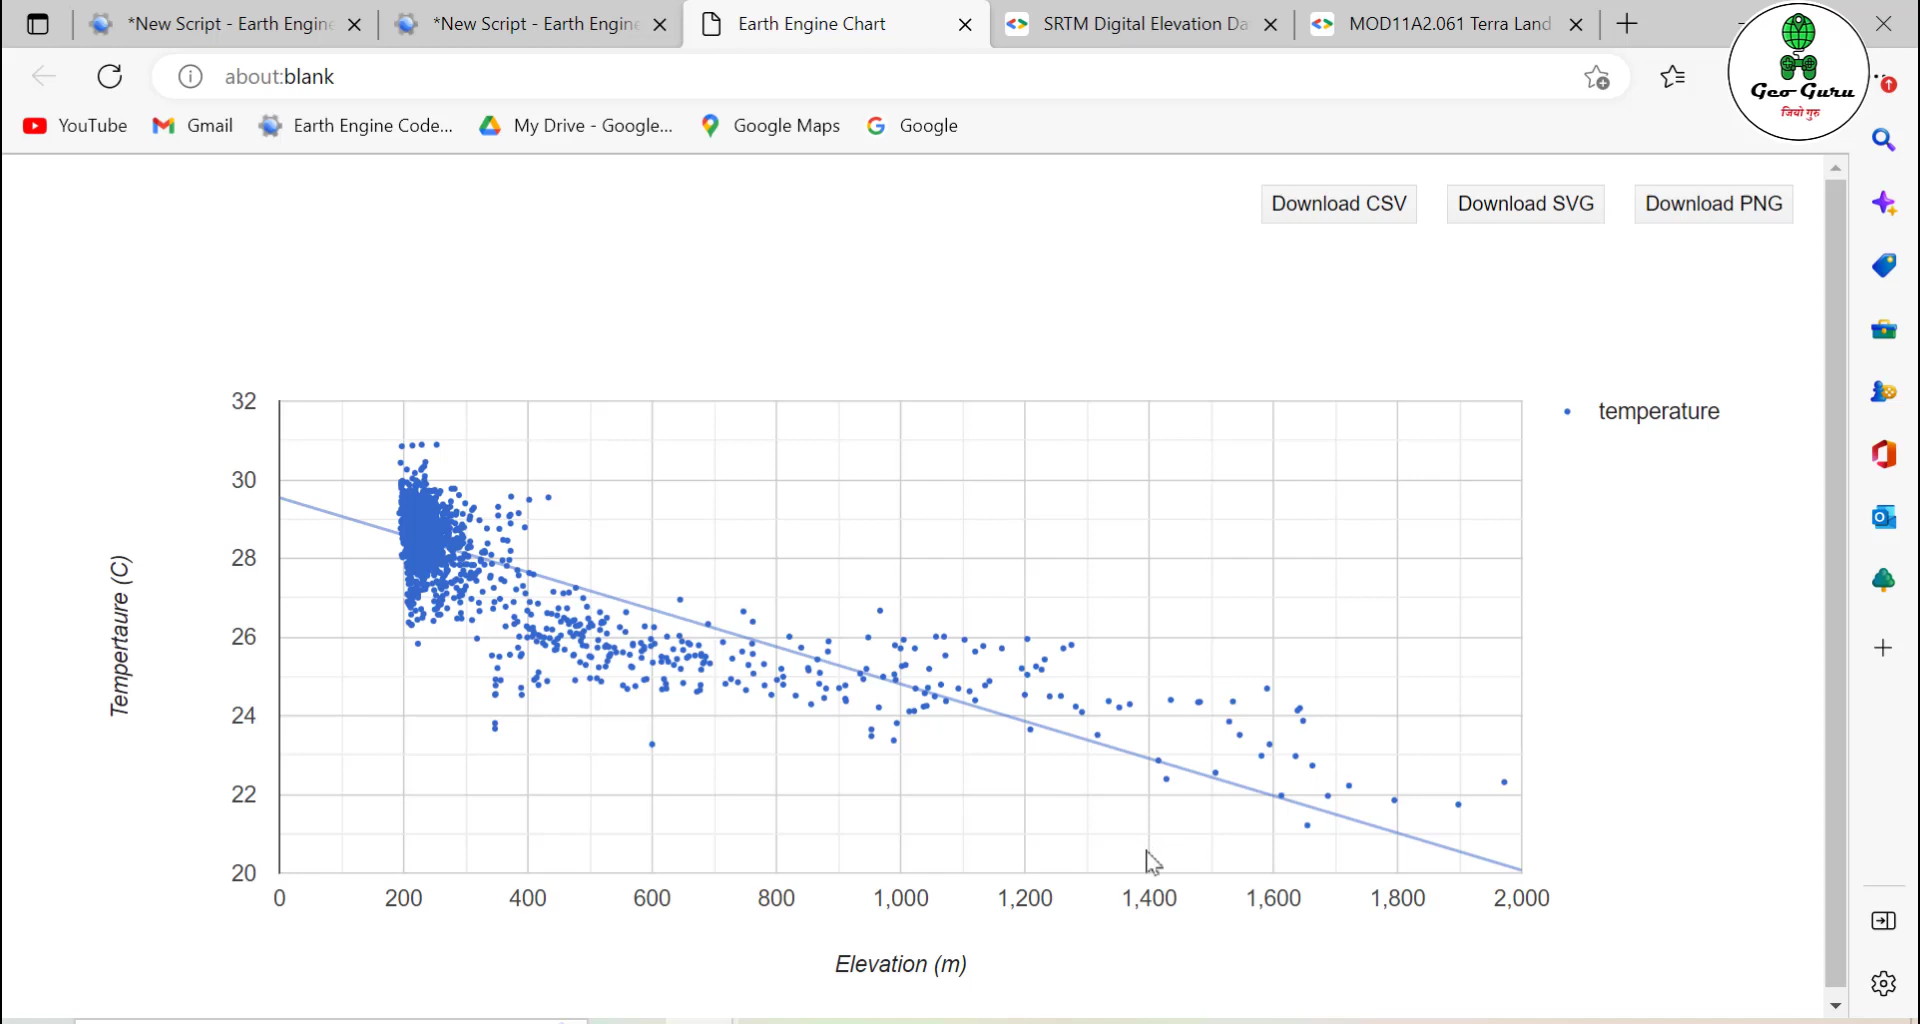 *New Script - Earth Engine
*New Script - Earth Engine
Earth Engine Chart
SRTM Digital Elevation Da
MOD11A2.061 Terra Land
about:blank
Geo Guru
जियो गुरु
YouTube
Gmail
Earth Engine Code...
My Drive - Google...
Google Maps
Google
Download CSV
Download SVG
Download PNG
32
30
28
26
24
22
20
Tempertaure (C)
temperature
0
200
400
600
800
1,000
1,200
1,400
1,600
1,800
2,000
Elevation (m)